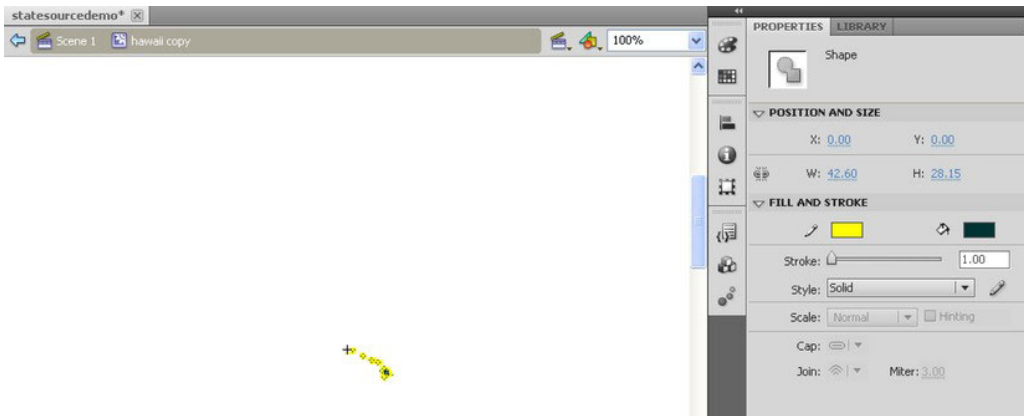 statesourcedemo*
Scene 1 hawaii copy 100%
PROPERTIES LIBRARY
Shape
POSITION AND SIZE
X: 0.00 Y: 0.00
W: 42.60 H: 28.15
FILL AND STROKE
Stroke: 1.00
Style: Solid
Scale: Normal Hinting
Cap:
Join: Miter: 3.00